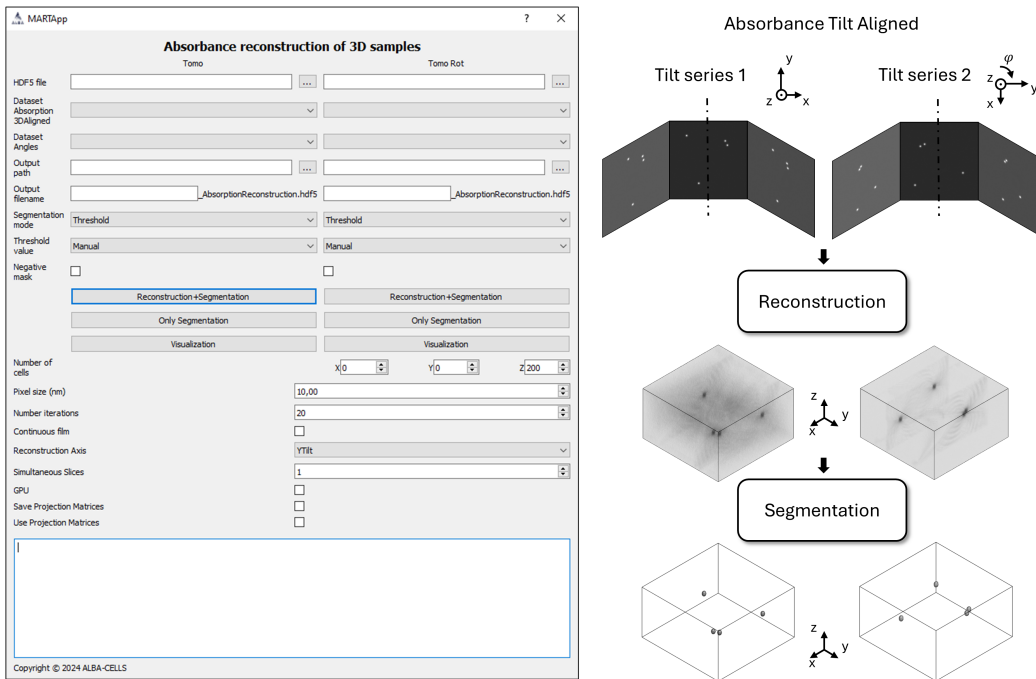 MARTApp
?
Absorbance reconstruction of 3D samples
Tomo
Tomo Rot
HDF5 file
...
...
Dataset
Absorption
3DAligned
Dataset
Angles
Output
path
...
...
Output
filename
_AbsorptionReconstruction.hdf5
_AbsorptionReconstruction.hdf5
Segmentation
mode
Threshold
Threshold
Threshold
value
Manual
Manual
Negative
mask
Reconstruction+Segmentation
Reconstruction+Segmentation
Only Segmentation
Only Segmentation
Visualization
Visualization
Number of
cells
X 0
Y 0
Z 200
Pixel size (nm)
10,00
Number iterations
20
Continuous film
Reconstruction Axis
YTilt
Simultaneous Slices
1
GPU
Save Projection Matrices
Use Projection Matrices
Copyright © 2024 ALBA-CELLS
Absorbance Tilt Aligned
Tilt series 1
y
z
x
Tilt series 2
φ
z
y
x
Reconstruction
z
y
x
Segmentation
z
y
x